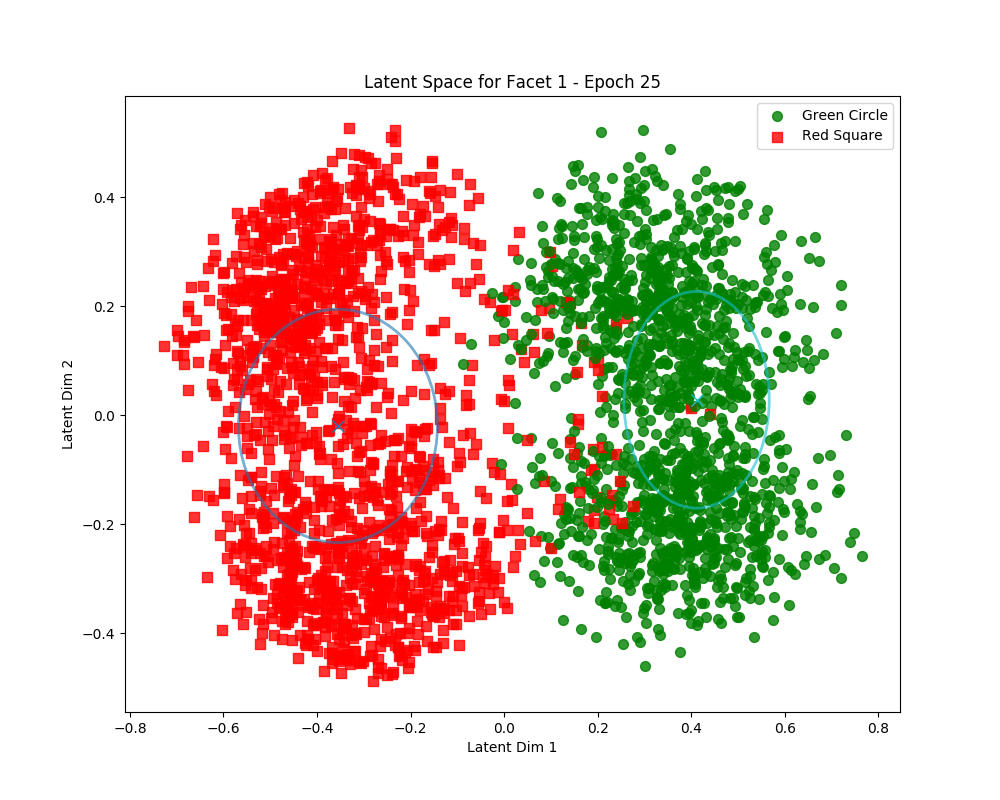 Latent Space for Facet 1 - Epoch 25
Green Circle
Red Square
Latent Dim 2
0.4
0.2
0.0
−0.2
−0.4
−0.8
−0.6
−0.4
−0.2
0.0
0.2
0.4
0.6
0.8
Latent Dim 1